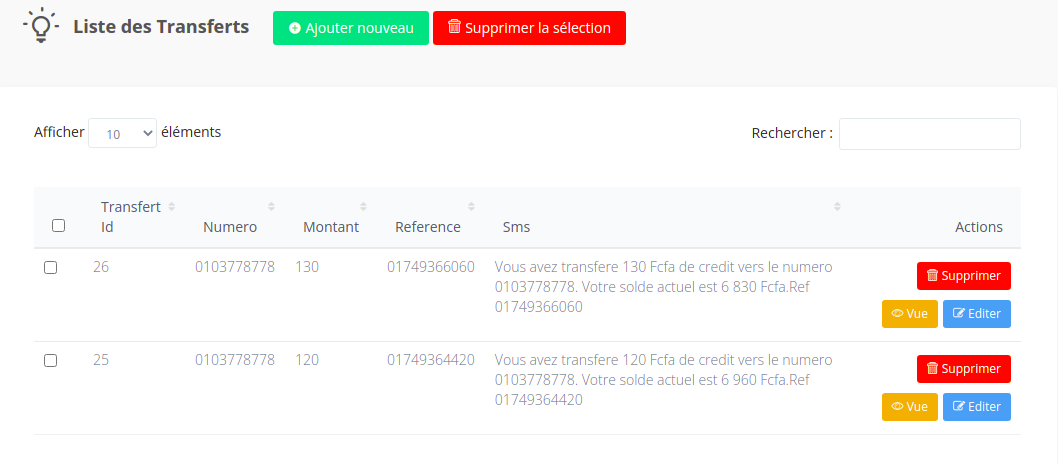 Liste des Transferts
Ajouter nouveau
Supprimer la sélection
Afficher 10 éléments
Rechercher :
Transfert
Id
Numero
Montant
Reference
Sms
Actions
26
0103778778
130
01749366060
Vous avez transfere 130 Fcfa de credit vers le numero
0103778778. Votre solde actuel est 6 830 Fcfa.Ref
01749366060
Supprimer
Vue
Editer
25
0103778778
120
01749364420
Vous avez transfere 120 Fcfa de credit vers le numero
0103778778. Votre solde actuel est 6 960 Fcfa.Ref
01749364420
Supprimer
Vue
Editer